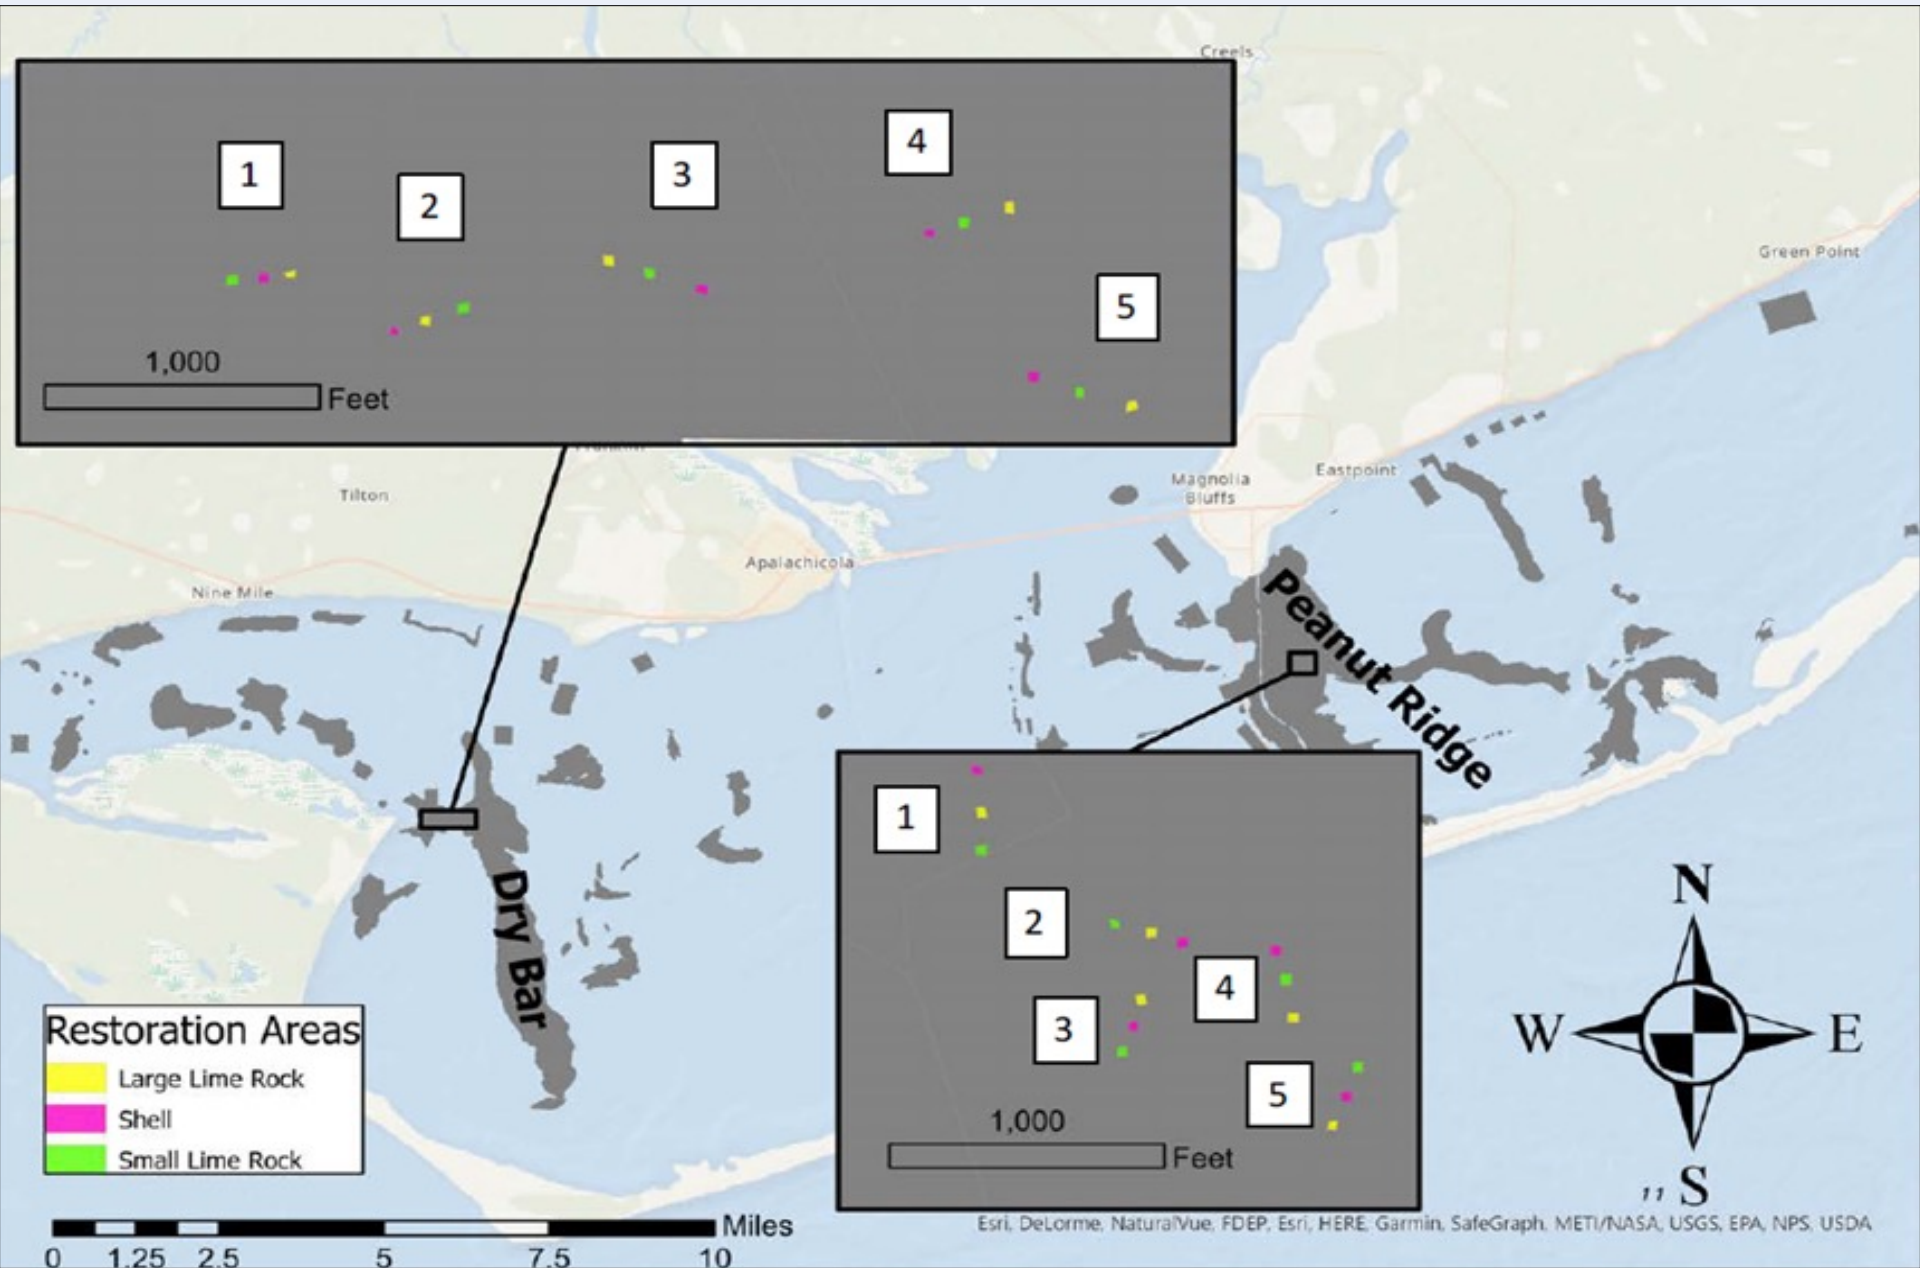 Creels
1
2
3
4
5
1,000
Feet
Green Point
Tilton
Magnolia
Bluffs
Eastpoint
Apalachicola
Nine Mile
Peanut Ridge
Dry Bar
1
2
3
4
5
1,000
Feet
Restoration Areas
Large Lime Rock
Shell
Small Lime Rock
N
W
E
S
Miles
0 1.25 2.5 5 7.5 10
Esri, DeLorme, NaturalVue, FDEP, Esri, HERE, Garmin, SafeGraph, METI/NASA, USGS, EPA, NPS, USDA